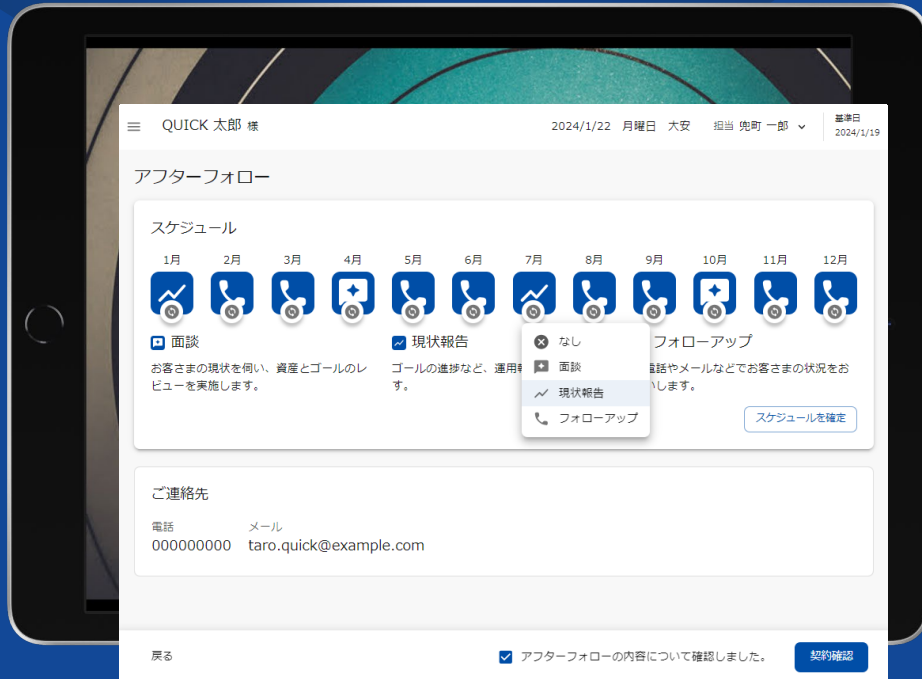 QUICK 太郎 様
2024/1/22 月曜日 大安 担当 兜町 一郎
基準日
2024/1/19
アフターフォロー
スケジュール
1月 2月 3月 4月 5月 6月 7月 8月 9月 10月 11月 12月
面談
お客さまの現状を伺い、資産とゴールのレ
ビューを実施します。
現状報告
ゴールの進捗など、運用
す。
なし
面談
現状報告
フォローアップ
フォローアップ
話やメールなどでお客さまの状況をお
します。
スケジュールを確定
ご連絡先
電話 メール
000000000 taro.quick@example.com
戻る
アフターフォローの内容について確認しました。
契約確認